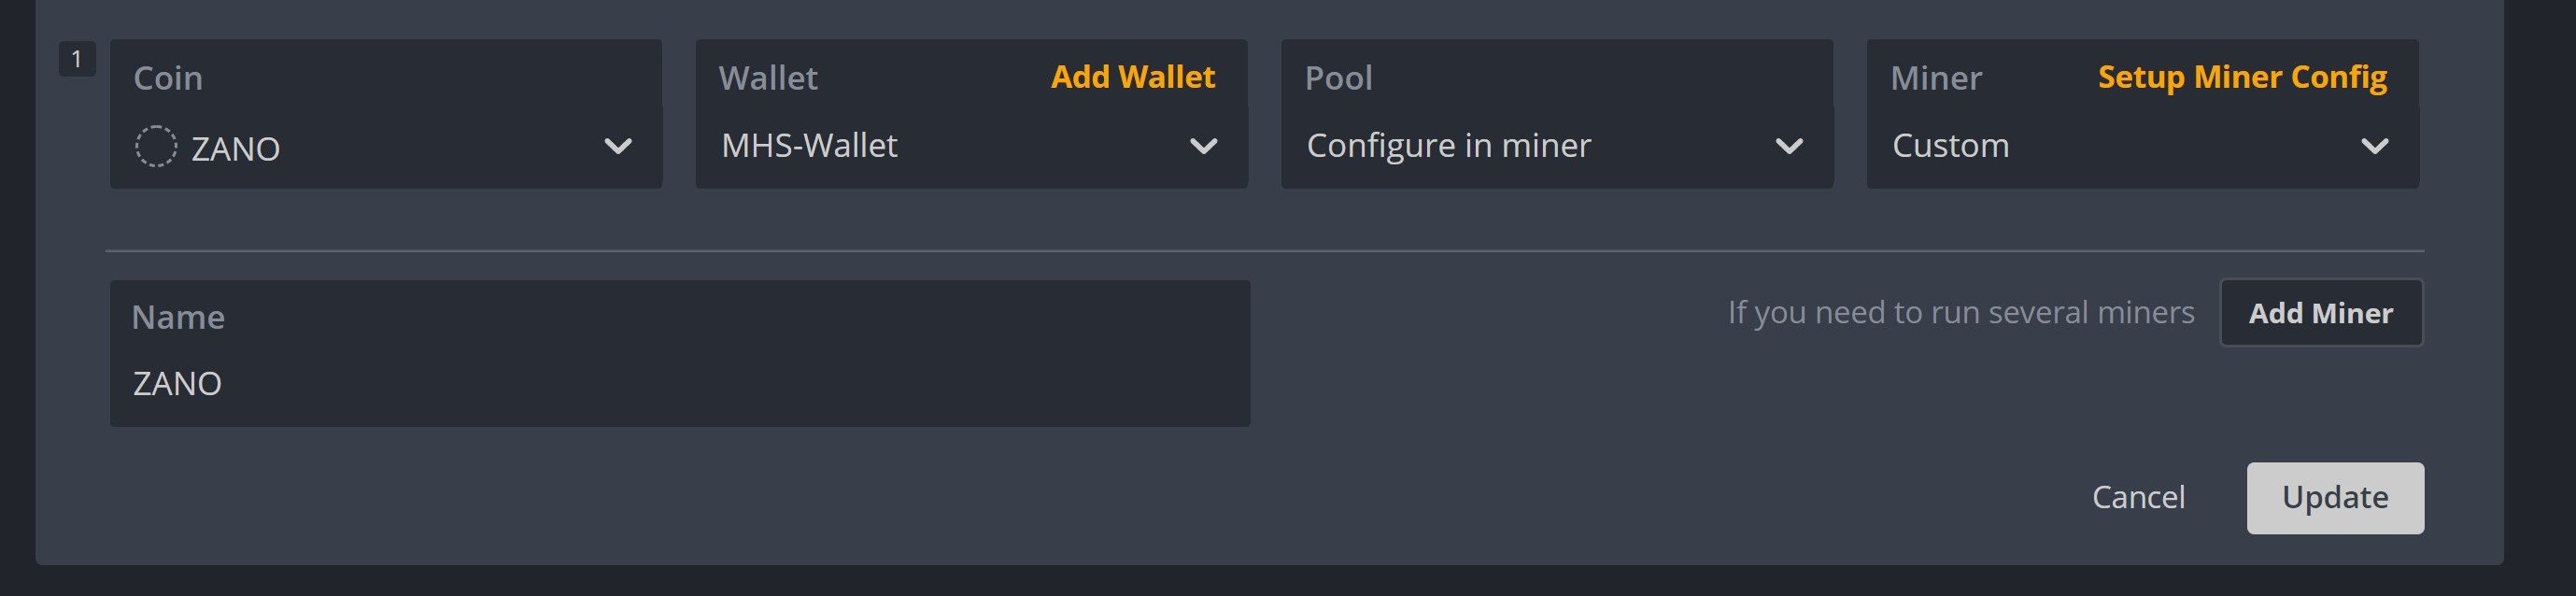 1
Coin
ZANO
Wallet Add Wallet
MHS-Wallet
Pool
Configure in miner
Miner Setup Miner Config
Custom
Name
ZANO
If you need to run several miners Add Miner
Cancel Update